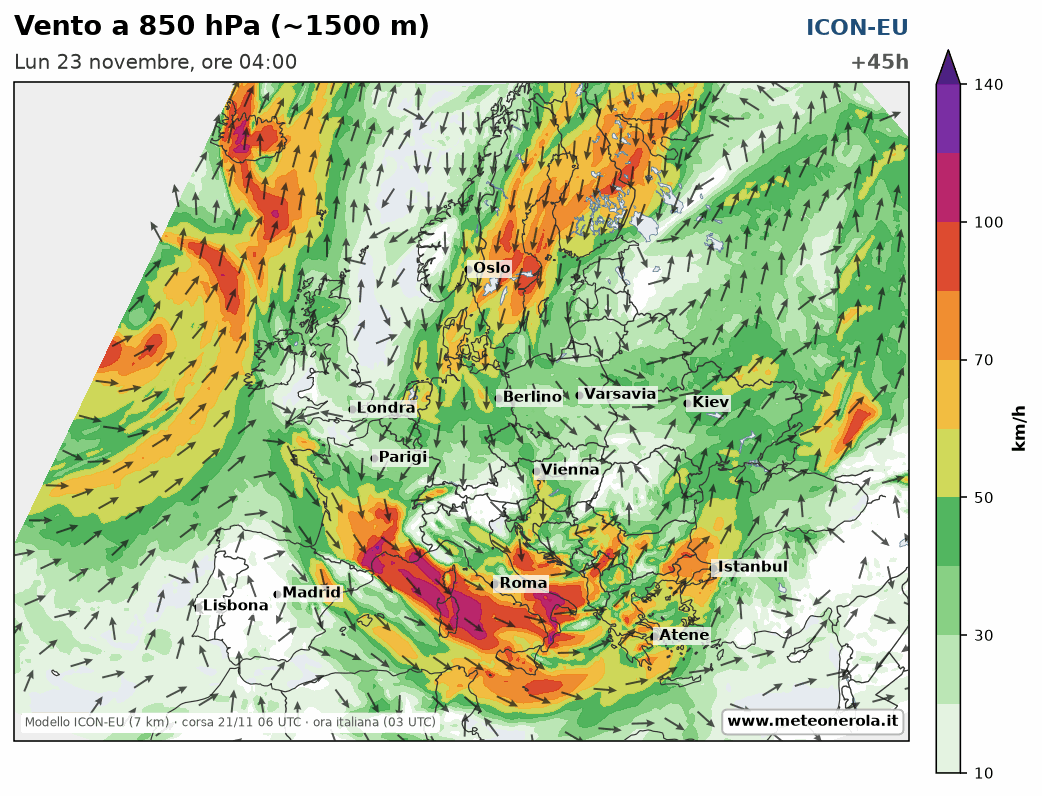 Vento a 850 hPa (~1500 m)
ICON-EU
Lun 23 novembre, ore 04:00
+45h
140
100
70
50
30
10
km/h
Oslo
Londra
Berlino
Varsavia
Kiev
Parigi
Vienna
Roma
Istanbul
Madrid
Lisbona
Atene
Modello ICON-EU (7 km) · corsa 21/11 06 UTC · ora italiana (03 UTC)
www.meteonerola.it